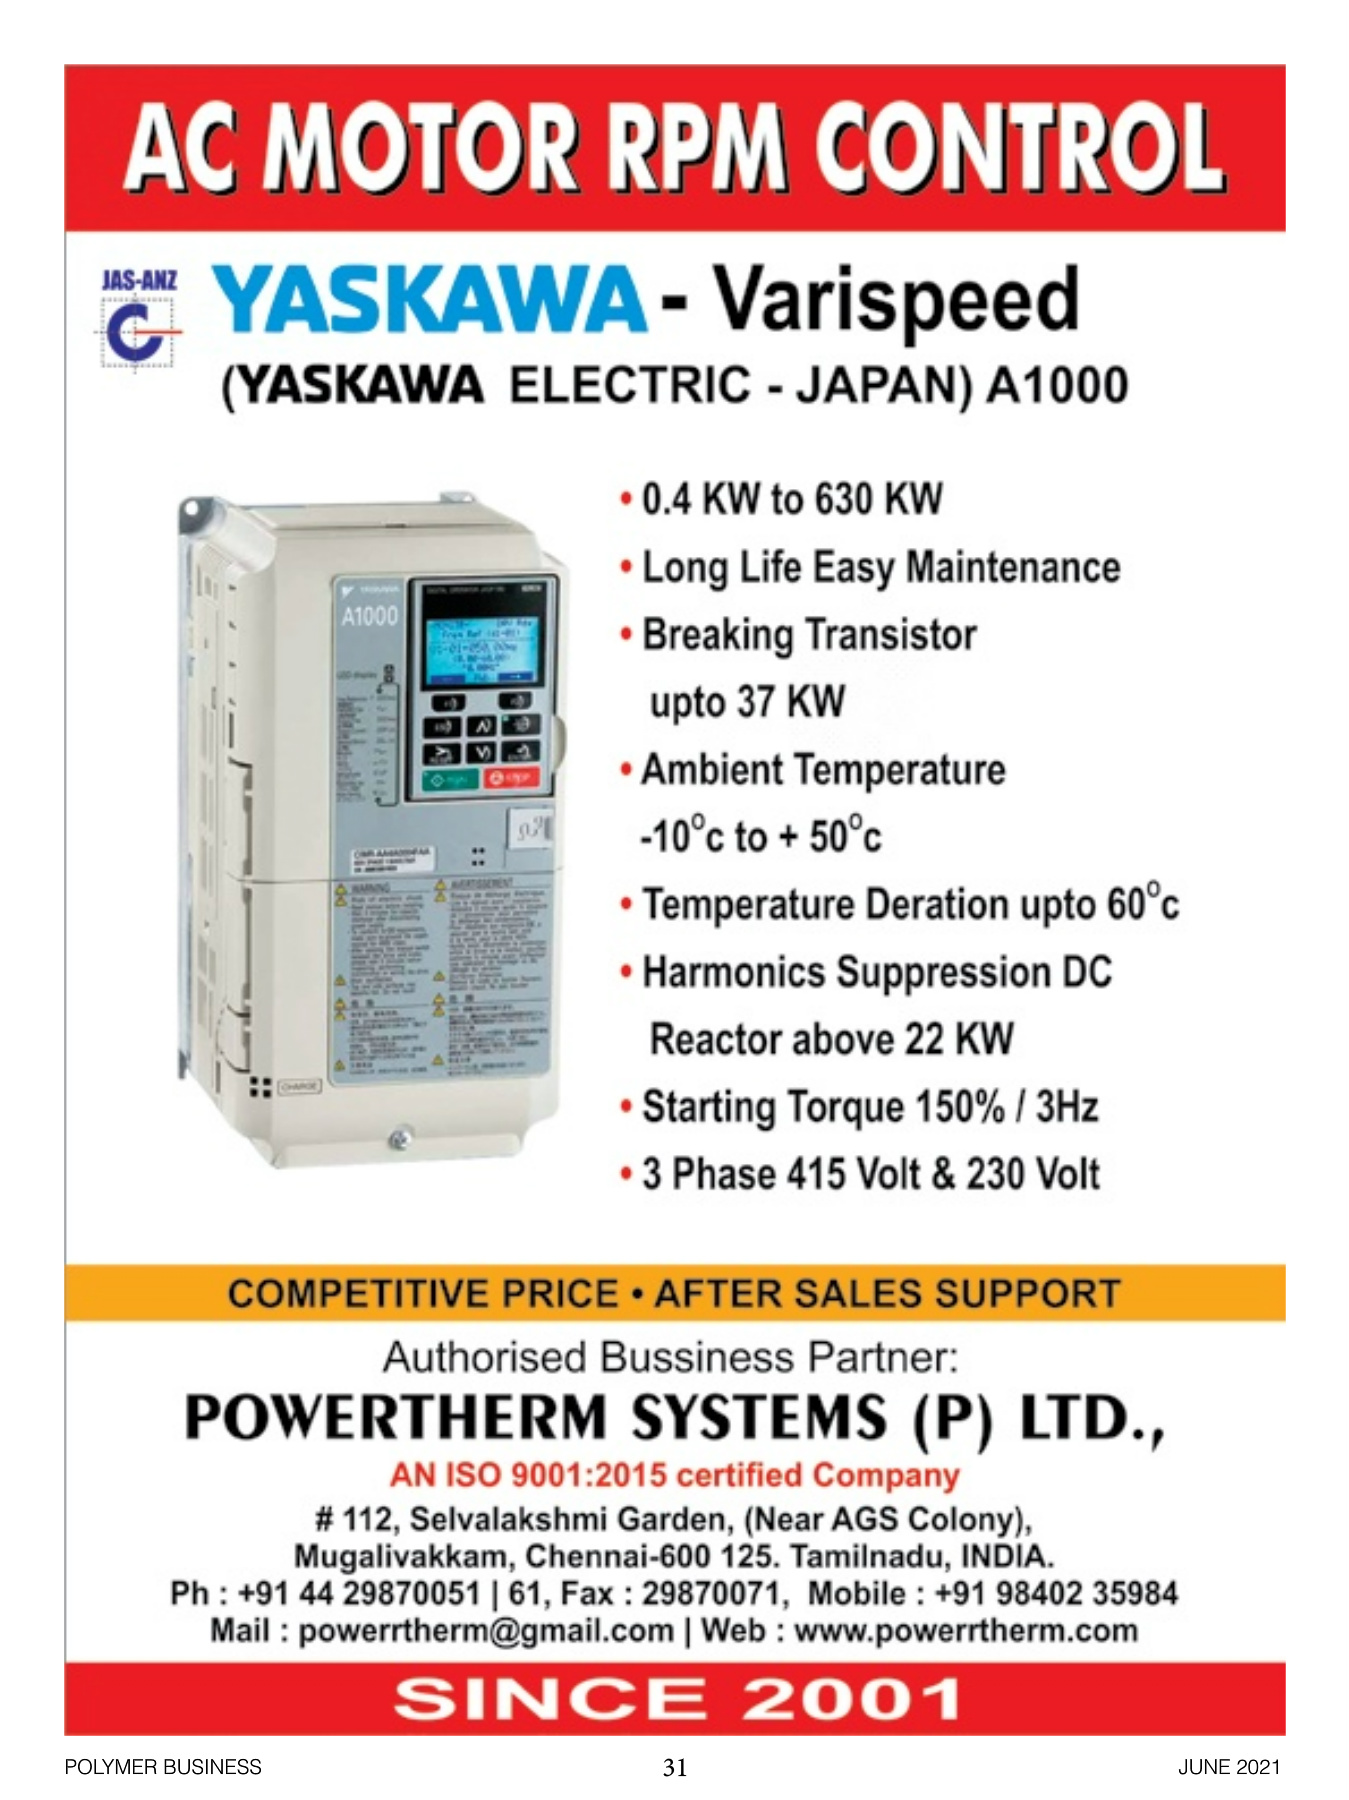 AC MOTOR RPM CONTROL
JAS-ANZ
YASKAWA - Varispeed
(YASKAWA ELECTRIC - JAPAN) A1000
• 0.4 KW to 630 KW
• Long Life Easy Maintenance
• Breaking Transistor
upto 37 KW
• Ambient Temperature
-10°c to + 50°c
• Temperature Deration upto 60°c
• Harmonics Suppression DC
Reactor above 22 KW
• Starting Torque 150% / 3Hz
• 3 Phase 415 Volt & 230 Volt
YASKAWA
A1000
WARNING
AVERTISSEMENT
CHARGE
COMPETITIVE PRICE • AFTER SALES SUPPORT
Authorised Bussiness Partner:
POWERTHERM SYSTEMS (P) LTD.,
AN ISO 9001:2015 certified Company
# 112, Selvalakshmi Garden, (Near AGS Colony),
Mugalivakkam, Chennai-600 125. Tamilnadu, INDIA.
Ph : +91 44 29870051 | 61, Fax : 29870071, Mobile : +91 98402 35984
Mail : powerrtherm@gmail.com | Web : www.powerrtherm.com
SINCE 2001
POLYMER BUSINESS
31
JUNE 2021